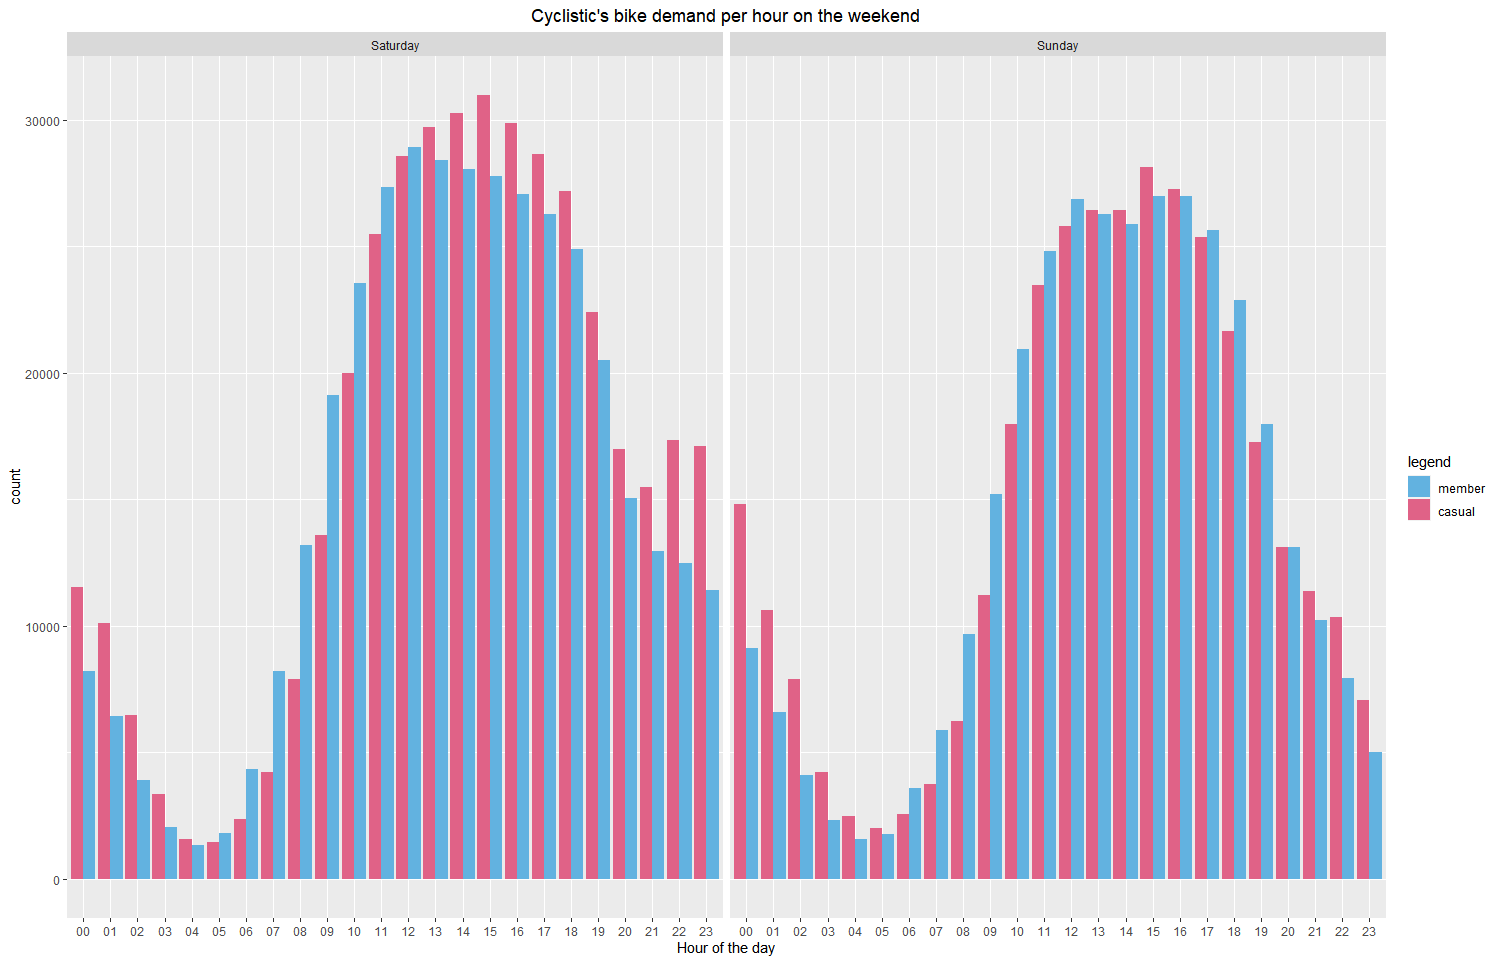 Cyclistic's bike demand per hour on the weekend
Saturday
Sunday
30000
20000
10000
0
count
00 01 02 03 04 05 06 07 08 09 10 11 12 13 14 15 16 17 18 19 20 21 22 23
00 01 02 03 04 05 06 07 08 09 10 11 12 13 14 15 16 17 18 19 20 21 22 23
Hour of the day
legend
member
casual